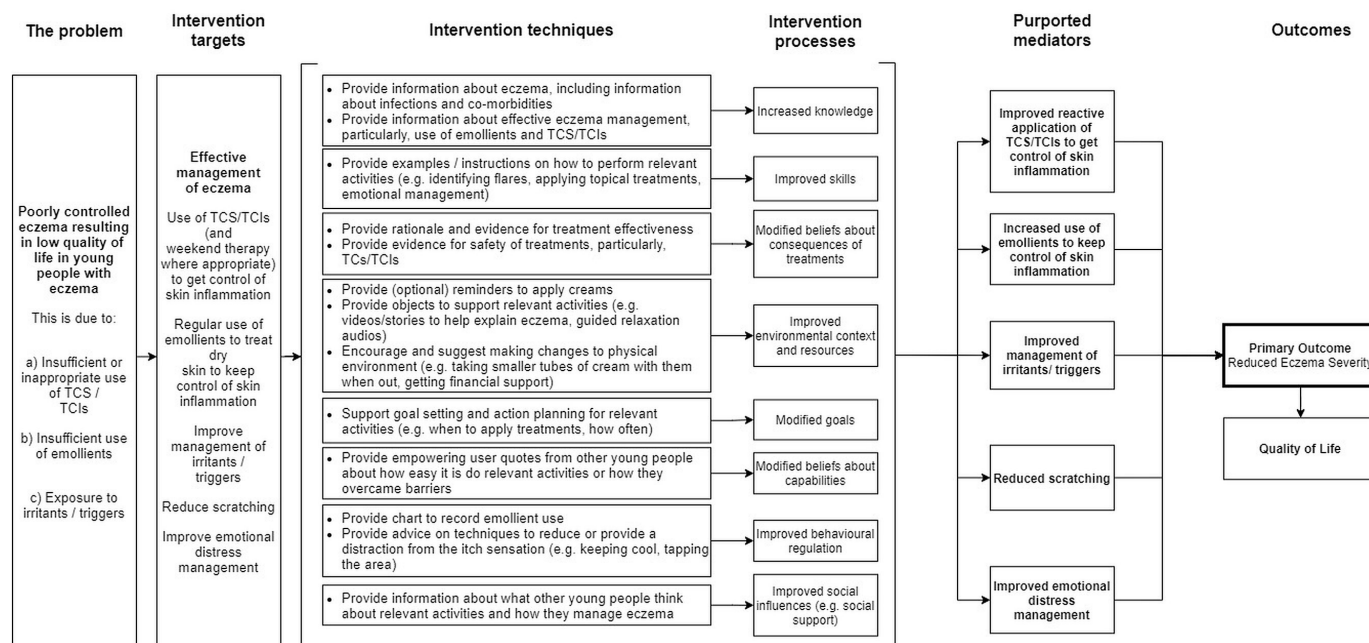 The problem
Intervention
targets
Intervention techniques
Intervention
processes
Purported
mediators
Outcomes
Poorly controlled
eczema resulting
in low quality of
life in young
people with
eczema
This is due to:
a) Insufficient or
inappropriate use
of TCS /
TCIs
b) Insufficient use
of emollients
c) Exposure to
irritants / triggers
Effective
management
of eczema
Use of TCS/TCIs
(and
weekend therapy
where appropriate)
to get control of
skin inflammation
Regular use of
emollients to treat
dry
skin to keep
control of skin
inflammation
Improve
management of
irritants /
triggers
Reduce scratching
Improve emotional
distress
management
• Provide information about eczema, including information
about infections and co-morbidities
• Provide information about effective eczema management,
particularly, use of emollients and TCS/TCIs
Increased knowledge
• Provide examples / instructions on how to perform relevant
activities (e.g. identifying flares, applying topical treatments,
emotional management)
Improved skills
• Provide rationale and evidence for treatment effectiveness
• Provide evidence for safety of treatments, particularly,
TCs/TCIs
Modified beliefs about
consequences of
treatments
• Provide (optional) reminders to apply creams
• Provide objects to support relevant activities (e.g.
videos/stories to help explain eczema, guided relaxation
audios)
• Encourage and suggest making changes to physical
environment (e.g. taking smaller tubes of cream with them
when out, getting financial support)
Improved
environmental context
and resources
• Support goal setting and action planning for relevant
activities (e.g. when to apply treatments, how often)
Modified goals
• Provide empowering user quotes from other young people
about how easy it is do relevant activities or how they
overcame barriers
Modified beliefs about
capabilities
• Provide chart to record emollient use
• Provide advice on techniques to reduce or provide a
distraction from the itch sensation (e.g. keeping cool, tapping
the area)
Improved behavioural
regulation
• Provide information about what other young people think
about relevant activities and how they manage eczema
Improved social
influences (e.g. social
support)
Improved reactive
application of
TCS/TCIs to get
control of skin
inflammation
Increased use of
emollients to keep
control of skin
inflammation
Improved
management of
irritants/ triggers
Reduced scratching
Improved emotional
distress
management
Primary Outcome
Reduced Eczema Severity
Quality of Life